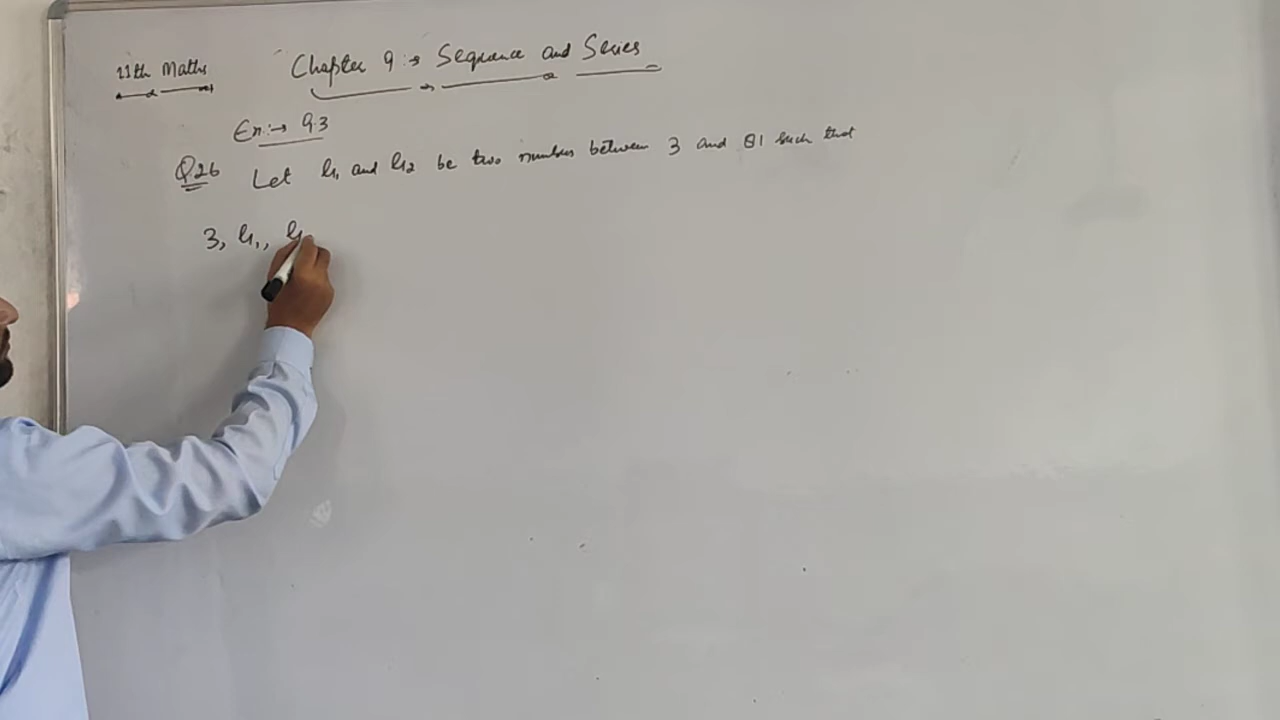 11th Maths Chapter 9 :→ Sequence and Series
Ex :→ 9.3
Q26 Let G1 and G2 be two numbers between 3 and 81 such that
3, G1, G